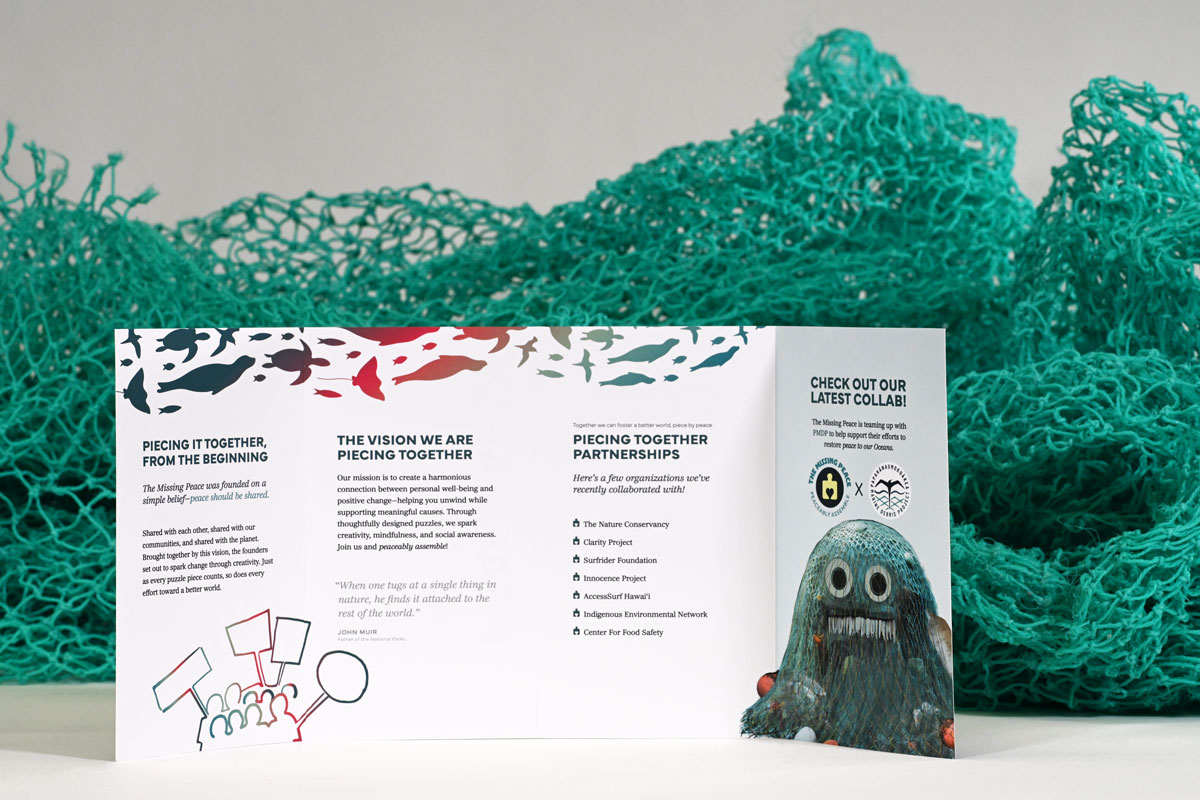 PIECING IT TOGETHER,
FROM THE BEGINNING
The Missing Peace was founded on a
simple belief–peace should be shared.
Shared with each other, shared with our
communities, and shared with the planet.
Brought together by this vision, the founders
set out to spark change through creativity. Just
as every puzzle piece counts, so does every
effort toward a better world.
THE VISION WE ARE
PIECING TOGETHER
Our mission is to create a harmonious
connection between personal well-being and
positive change—helping you unwind while
supporting meaningful causes. Through
thoughtfully designed puzzles, we spark
creativity, mindfulness, and social awareness.
Join us and peaceably assemble!
“When one tugs at a single thing in
nature, he finds it attached to the
rest of the world.”
JOHN MUIR
Father of the National Parks
Together we can foster a better world, piece by peace.
PIECING TOGETHER
PARTNERSHIPS
Here's a few organizations we've
recently collaborated with!
The Nature Conservancy
Clarity Project
Surfrider Foundation
Innocence Project
AccessSurf Hawai'i
Indigenous Environmental Network
Center For Food Safety
CHECK OUT OUR
LATEST COLLAB!
The Missing Peace is teaming up with
PMDP to help support their efforts to
restore peace to our Oceans.
THE MISSING PEACE
PEACEABLY ASSEMBLE
X
PAPAHĀNAUMOKUĀKEA
MARINE DEBRIS PROJECT